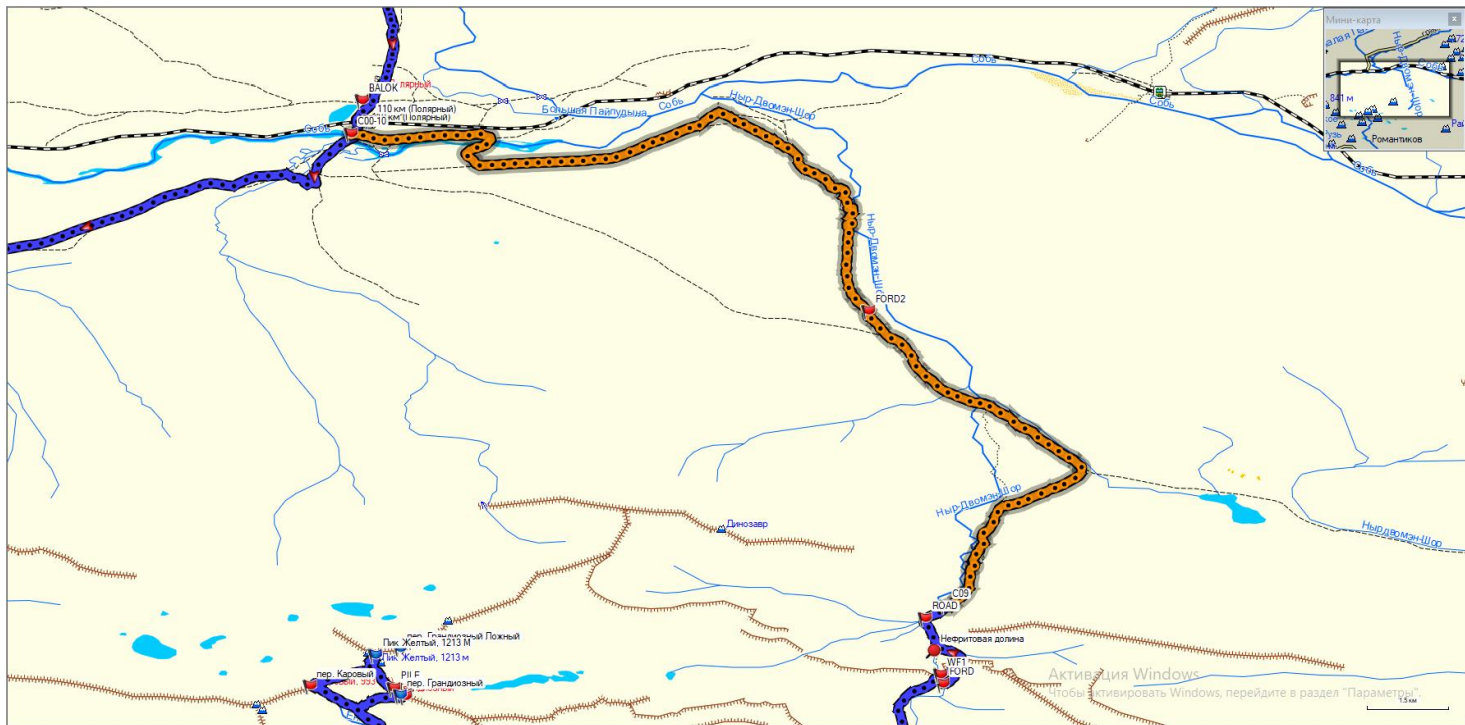 Мини-карта
841 м
Романтиков
Собь
BALOK
110 км (Полярный)
C00-10
Собь
Большая Пайпудына
Собь
Ныр-Двомэн-Шор
Собь
Собь
Ныр-Двомэн-Шор
FORD2
Ныр-Двомэн-Шор
Нырдвомэн-Шор
Динозавр
C09
ROAD
Нефритовая долина
WF1
FORD
пер. Грандиозный Ложный
Пик Желтый, 1213 М
Пик Желтый, 1213 м
пер. Каровый
PILE
пер. Грандиозный
Активация Windows
Чтобы активировать Windows, перейдите в раздел "Параметры".
1.5 км